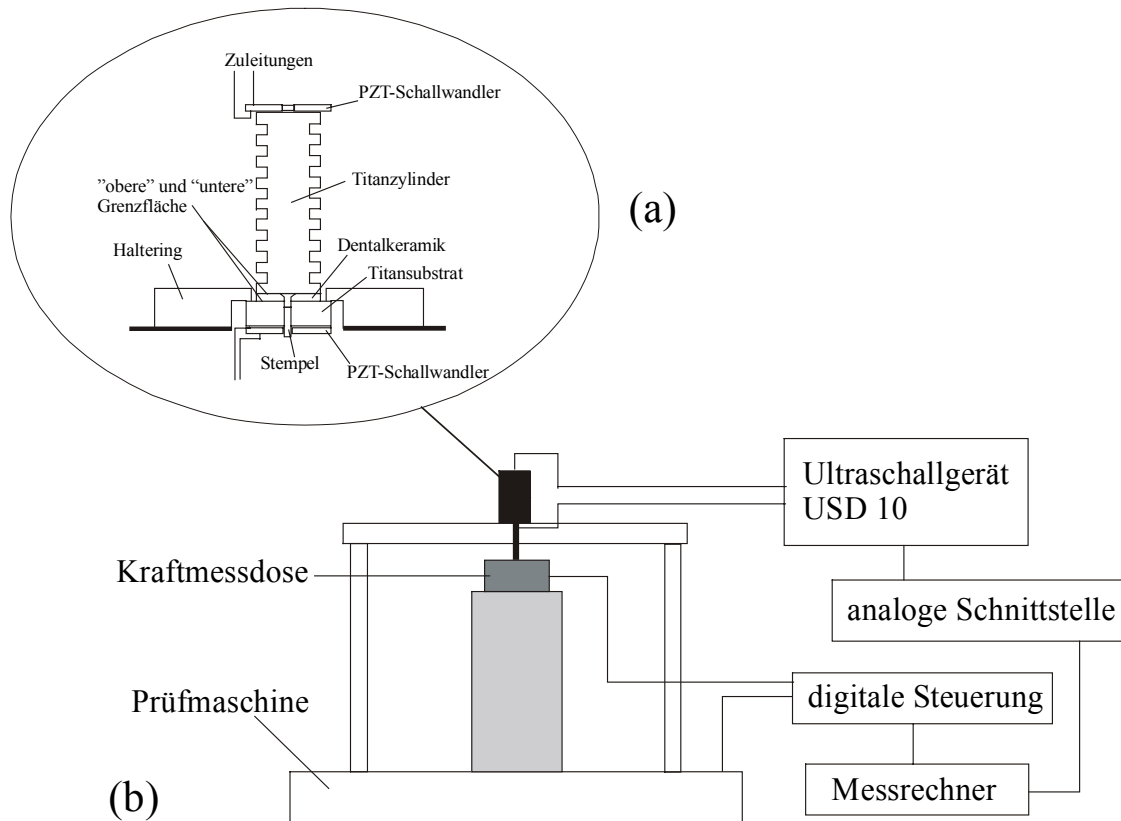 Zuleitungen
PZT-Schallwandler
Titanzylinder
”obere” und “untere”
Grenzfläche
(a)
Dentalkeramik
Haltering
Titansubstrat
Stempel
PZT-Schallwandler
Ultraschallgerät
USD 10
Kraftmessdose
analoge Schnittstelle
Prüfmaschine
digitale Steuerung
Messrechner
(b)